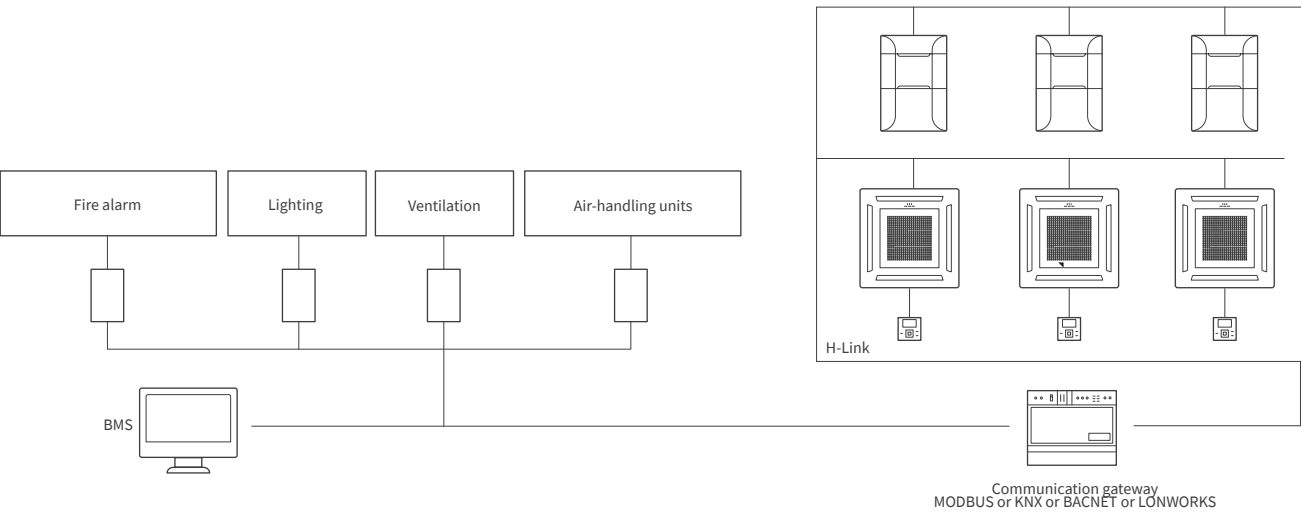 Fire alarm
Lighting
Ventilation
Air-handling units
H-Link
BMS
Communication gateway
MODBUS or KNX or BACNET or LONWORKS